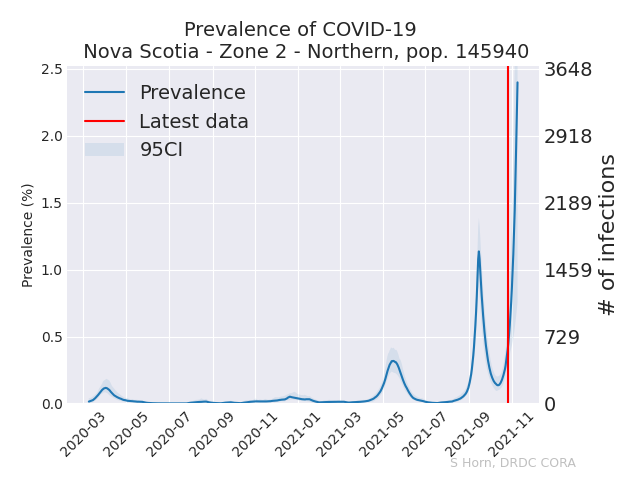 Prevalence of COVID-19
Nova Scotia - Zone 2 - Northern, pop. 145940
Prevalence
Latest data
95CI
Prevalence (%)
2.5
2.0
1.5
1.0
0.5
0.0
3648
2918
2189
1459
729
0
# of infections
2020-03
2020-05
2020-07
2020-09
2020-11
2021-01
2021-03
2021-05
2021-07
2021-09
2021-11
S Horn, DRDC CORA